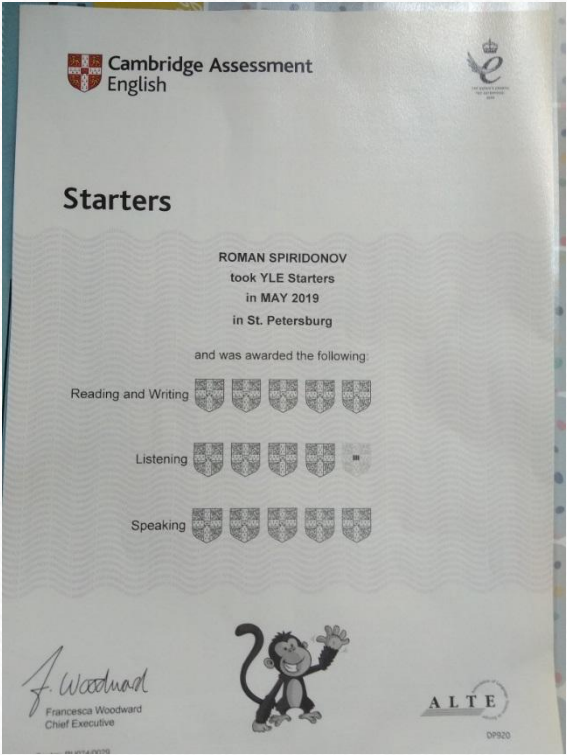 Cambridge Assessment
English
Starters
ROMAN SPIRIDONOV
took YLE Starters
in MAY 2019
in St. Petersburg
and was awarded the following:
Reading and Writing
Listening
Speaking
J. Woodward
Francesca Woodward
Chief Executive
ALTE
DP920